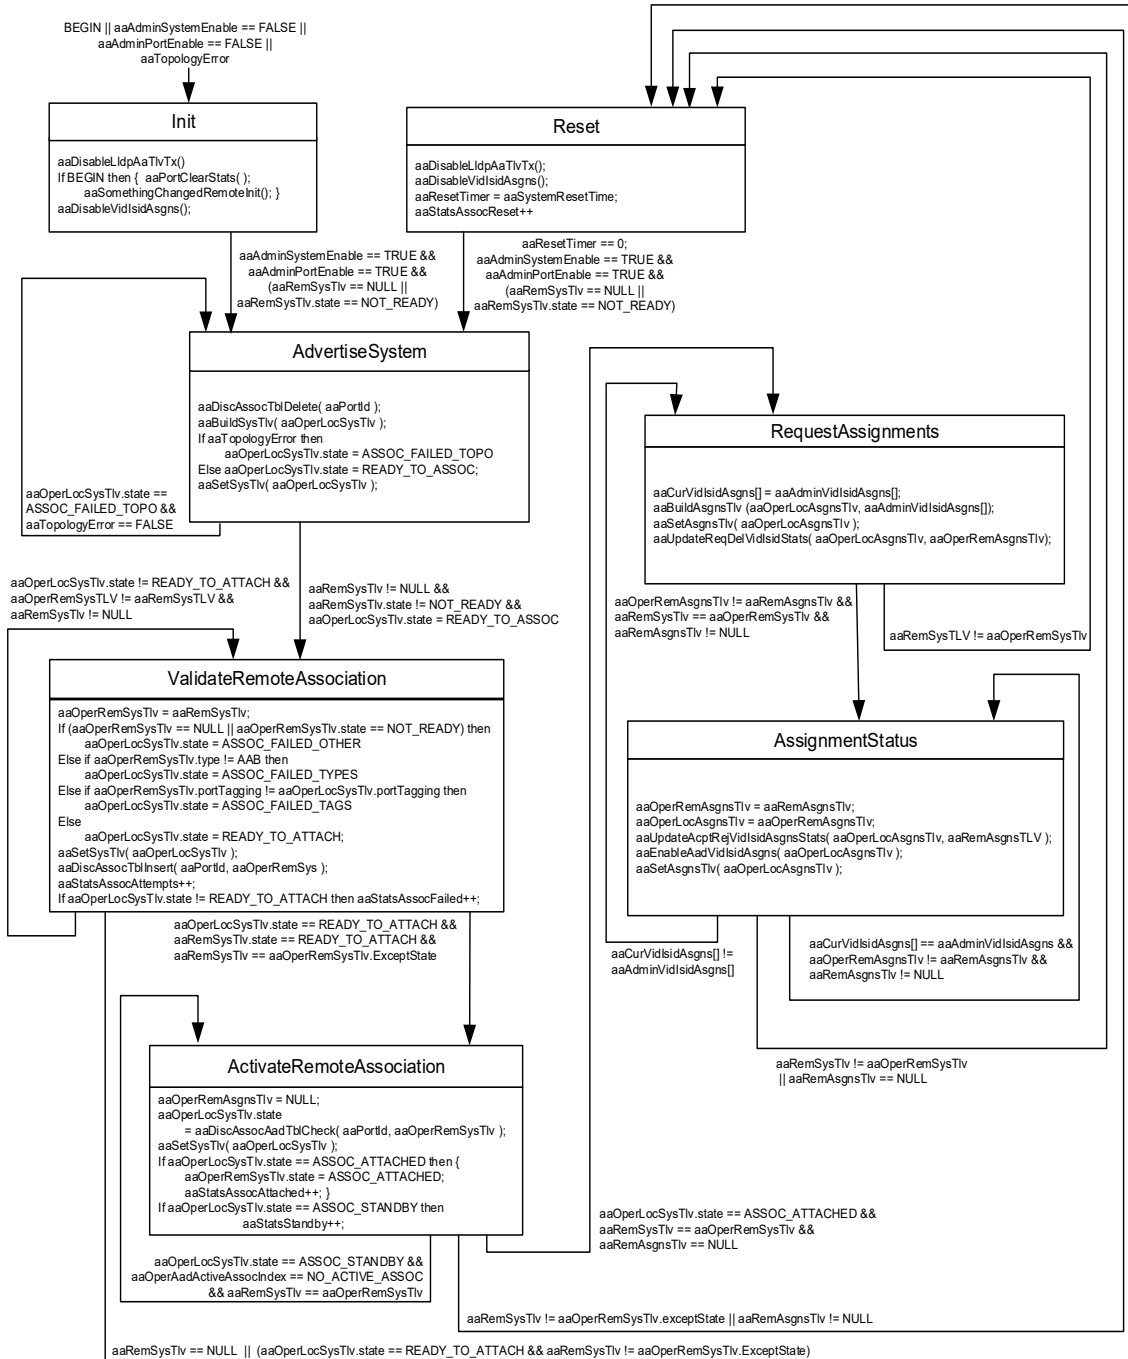 BEGIN || aaAdminSystemEnable == FALSE ||
aaAdminPortEnable == FALSE ||
aaTopologyError
Init
aaDisableLldpAaTlvTx()
If BEGIN then { aaPortClearStats( );
aaSomethingChangedRemoteInit(); }
aaDisableVidIsidAsgns();
Reset
aaDisableLldpAaTlvTx();
aaDisableVidIsidAsgns();
aaResetTimer = aaSystemResetTime;
aaStatsAssocReset++
aaAdminSystemEnable == TRUE &&
aaAdminPortEnable == TRUE &&
(aaRemSysTlv == NULL ||
aaRemSysTlv.state == NOT_READY)
aaResetTimer == 0;
aaAdminSystemEnable == TRUE &&
aaAdminPortEnable == TRUE &&
(aaRemSysTlv == NULL ||
aaRemSysTlv.state == NOT_READY)
AdvertiseSystem
aaDiscAssocTblDelete( aaPortId );
aaBuildSysTlv( aaOperLocSysTlv );
If aaTopologyError then
aaOperLocSysTlv.state = ASSOC_FAILED_TOPO
Else aaOperLocSysTlv.state = READY_TO_ASSOC;
aaSetSysTlv( aaOperLocSysTlv );
aaOperLocSysTlv.state ==
ASSOC_FAILED_TOPO &&
aaTopologyError == FALSE
RequestAssignments
aaCurVidIsidAsgns[] = aaAdminVidIsidAsgns[];
aaBuildAsgnsTlv (aaOperLocAsgnsTlv, aaAdminVidIsidAsgns[]);
aaSetAsgnsTlv( aaOperLocAsgnsTlv );
aaUpdateReqDelVidIsidStats( aaOperLocAsgnsTlv, aaOperRemAsgnsTlv);
aaOperLocSysTlv.state != READY_TO_ATTACH &&
aaOperRemSysTLV != aaRemSysTLV &&
aaRemSysTlv != NULL
aaRemSysTlv != NULL &&
aaRemSysTlv.state != NOT_READY &&
aaOperLocSysTlv.state = READY_TO_ASSOC
aaOperRemAsgnsTlv != aaRemAsgnsTlv &&
aaRemSysTlv == aaOperRemSysTlv &&
aaRemAsgnsTlv != NULL
aaRemSysTLV != aaOperRemSysTlv
ValidateRemoteAssociation
aaOperRemSysTlv = aaRemSysTlv;
If (aaOperRemSysTlv == NULL || aaOperRemSysTlv.state == NOT_READY) then
aaOperLocSysTlv.state = ASSOC_FAILED_OTHER
Else if aaOperRemSysTlv.type != AAB then
aaOperLocSysTlv.state = ASSOC_FAILED_TYPES
Else if aaOperRemSysTlv.portTagging != aaOperLocSysTlv.portTagging then
aaOperLocSysTlv.state = ASSOC_FAILED_TAGS
Else
aaOperLocSysTlv.state = READY_TO_ATTACH;
aaSetSysTlv( aaOperLocSysTlv );
aaDiscAssocTblInsert( aaPortId, aaOperRemSys );
aaStatsAssocAttempts++;
If aaOperLocSysTlv.state != READY_TO_ATTACH then aaStatsAssocFailed++;
AssignmentStatus
aaOperRemAsgnsTlv = aaRemAsgnsTlv;
aaOperLocAsgnsTlv = aaOperRemAsgnsTlv;
aaUpdateAcptRejVidIsidAsgnsStats( aaOperLocAsgnsTlv, aaRemAsgnsTLV );
aaEnableAadVidIsidAsgns( aaOperLocAsgnsTlv );
aaSetAsgnsTlv( aaOperLocAsgnsTlv );
aaOperLocSysTlv.state == READY_TO_ATTACH &&
aaRemSysTlv.state == READY_TO_ATTACH &&
aaRemSysTlv == aaOperRemSysTlv.ExceptState
aaCurVidIsidAsgns[] !=
aaAdminVidIsidAsgns[]
aaCurVidIsidAsgns[] == aaAdminVidIsidAsgns &&
aaOperRemAsgnsTlv != aaRemAsgnsTlv &&
aaRemAsgnsTlv != NULL
aaRemSysTlv != aaOperRemSysTlv
|| aaRemAsgnsTlv == NULL
ActivateRemoteAssociation
aaOperRemAsgnsTlv = NULL;
aaOperLocSysTlv.state
= aaDiscAssocAadTblCheck( aaPortId, aaOperRemSysTlv );
aaSetSysTlv( aaOperLocSysTlv );
If aaOperLocSysTlv.state == ASSOC_ATTACHED then {
aaOperRemSysTlv.state = ASSOC_ATTACHED;
aaStatsAssocAttached++; }
If aaOperLocSysTlv.state == ASSOC_STANDBY then
aaStatsStandby++;
aaOperLocSysTlv.state == ASSOC_ATTACHED &&
aaRemSysTlv == aaOperRemSysTlv &&
aaRemAsgnsTlv == NULL
aaOperLocSysTlv.state == ASSOC_STANDBY &&
aaOperAadActiveAssocIndex == NO_ACTIVE_ASSOC
&& aaRemSysTlv == aaOperRemSysTlv
aaRemSysTlv != aaOperRemSysTlv.exceptState || aaRemAsgnTlv != NULL
aaRemSysTlv == NULL || (aaOperLocSysTlv.state == READY_TO_ATTACH && aaRemSysTlv != aaOperRemSysTlv.ExceptState)